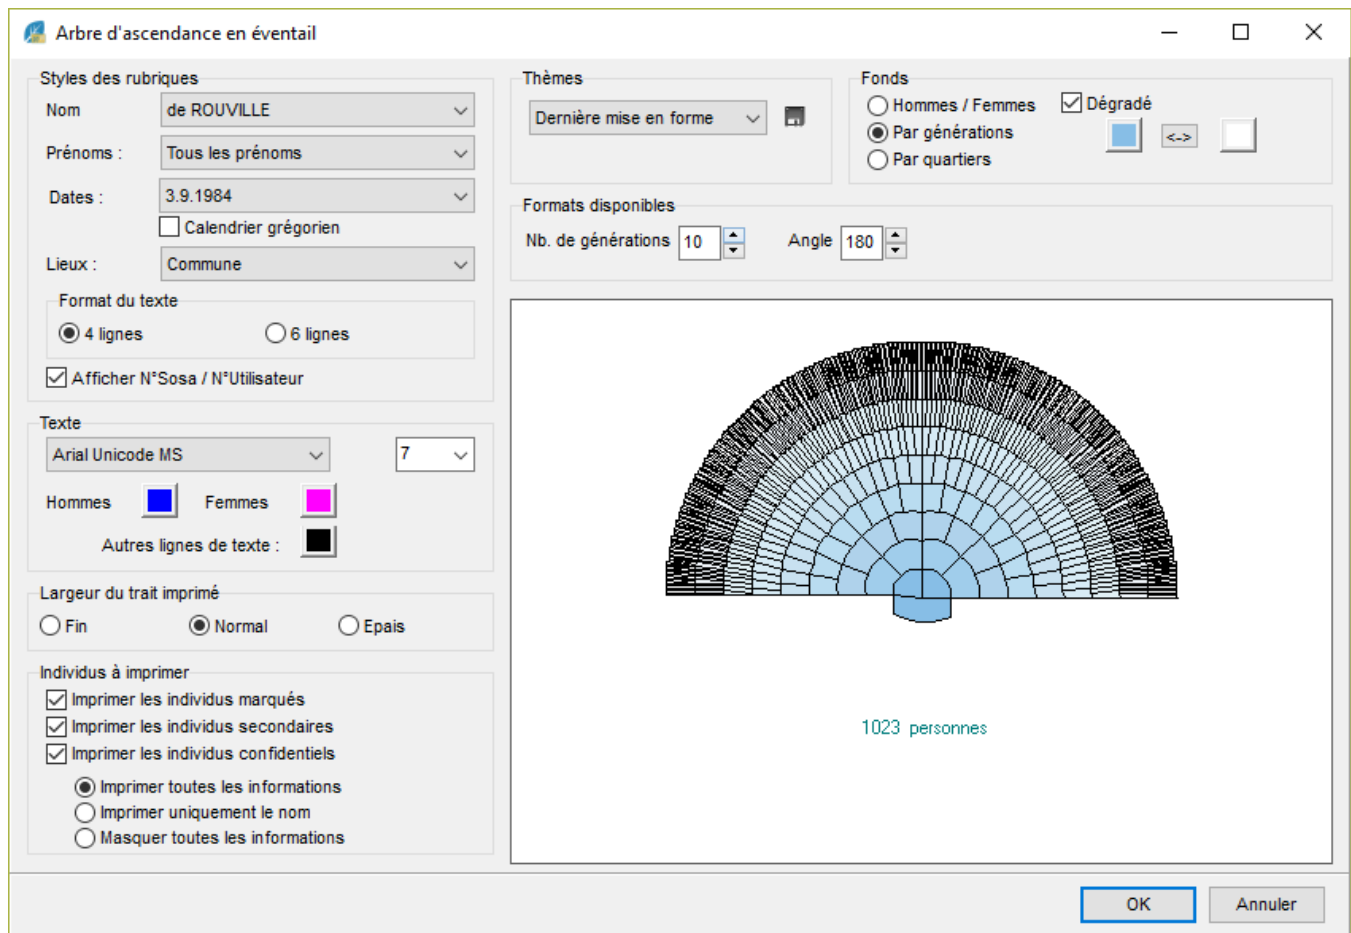 Arbre d'ascendance en éventail
Styles des rubriques
Nom
de ROUVILLE
Prénoms :
Tous les prénoms
Dates :
3.9.1984
Calendrier grégorien
Lieux :
Commune
Format du texte
4 lignes
6 lignes
Afficher N°Sosa / N°Utilisateur
Texte
Arial Unicode MS
7
Hommes
Femmes
Autres lignes de texte :
Largeur du trait imprimé
Fin
Normal
Epais
Individus à imprimer
Imprimer les individus marqués
Imprimer les individus secondaires
Imprimer les individus confidentiels
Imprimer toutes les informations
Imprimer uniquement le nom
Masquer toutes les informations
Thèmes
Dernière mise en forme
Fonds
Hommes / Femmes
Dégradé
Par générations
<->
Par quartiers
Formats disponibles
Nb. de générations
10
Angle
180
1023 personnes
OK
Annuler